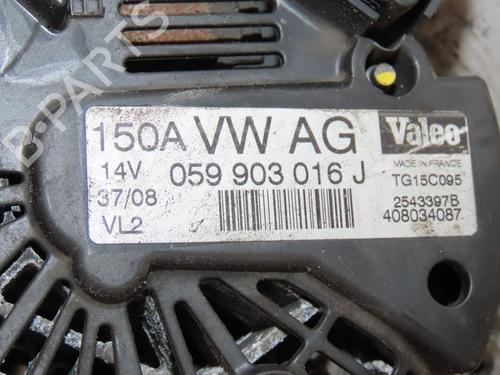 B-PARTS
150A VW AG
Valeo
14V 059 903 016 J
MADE IN FRANCE
TG15C095
37/08
2543397B
VL2
408034087